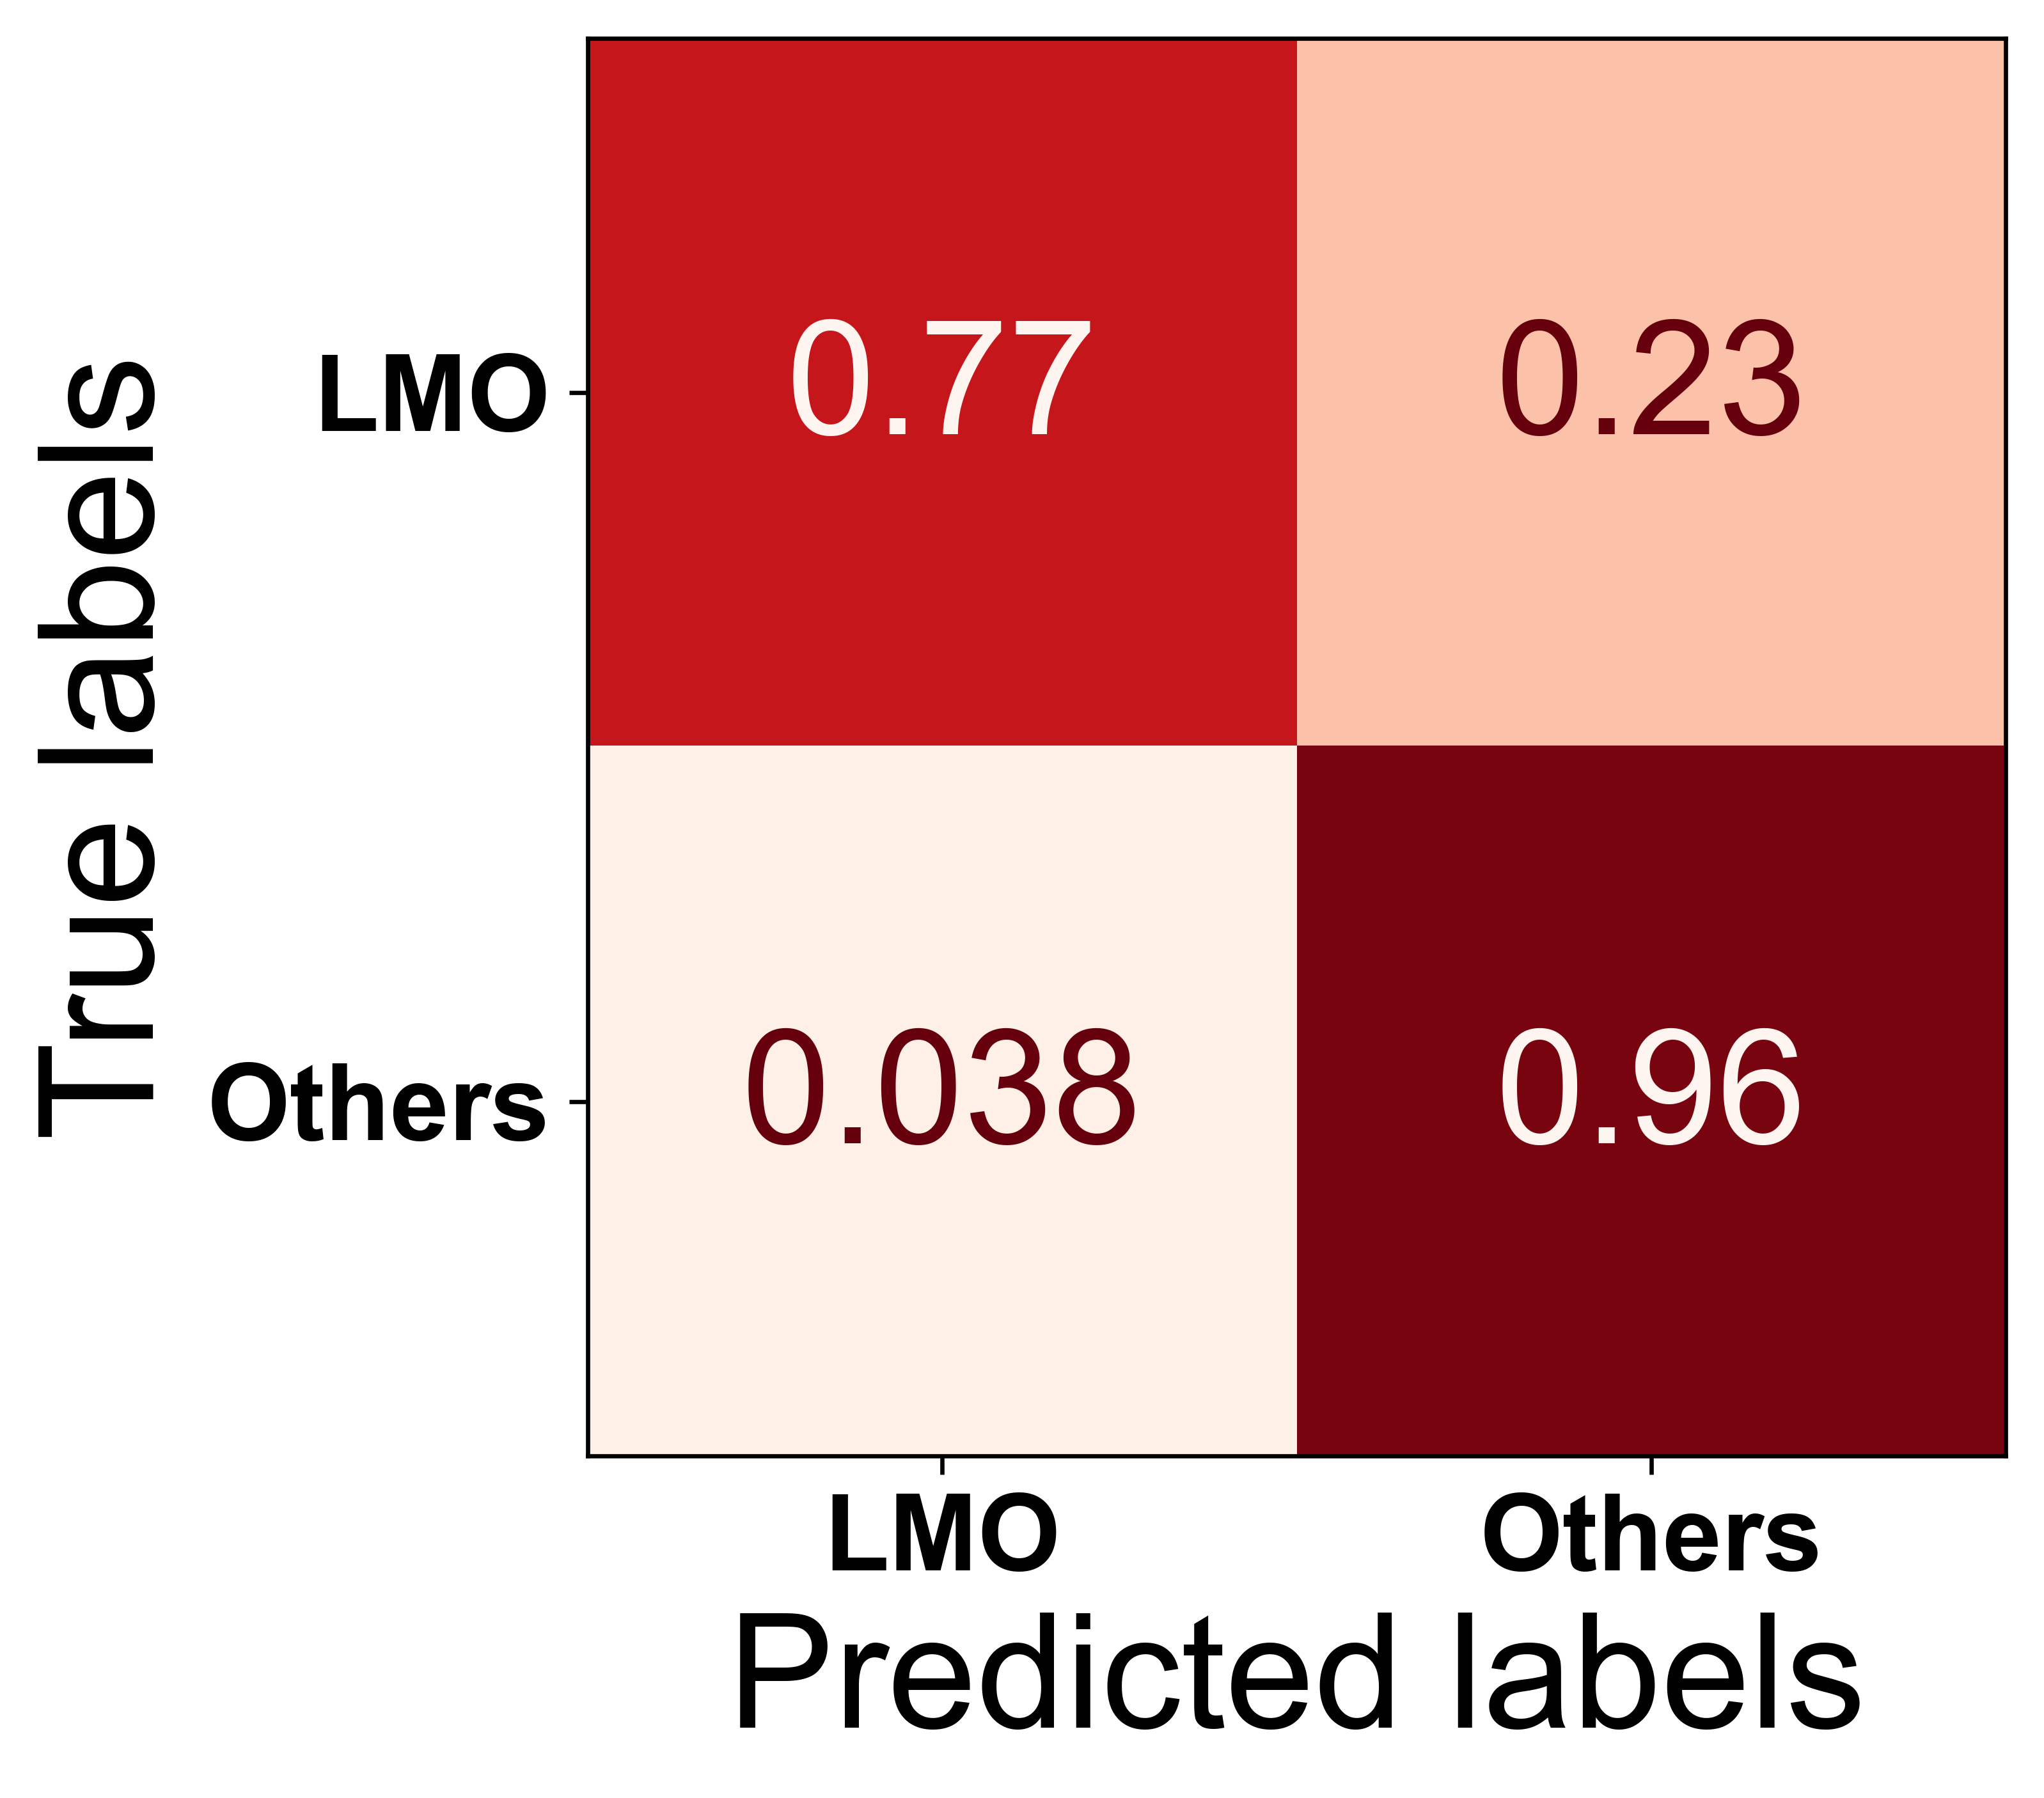 True labels
LMO
0.77 0.23
Others
0.038 0.96
LMO Others
Predicted labels